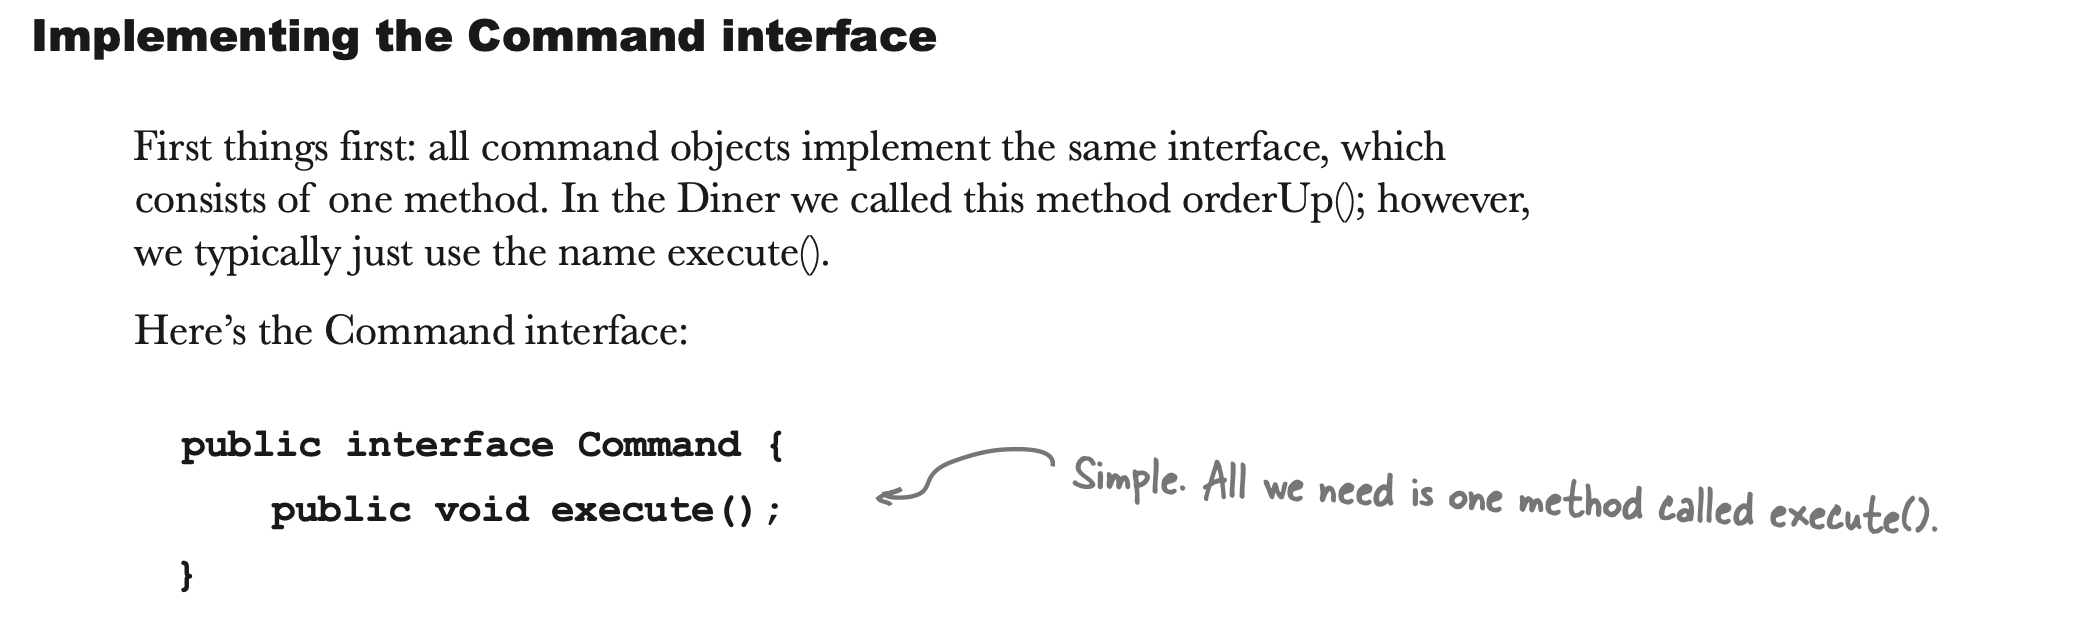 Implementing the Command interface
First things first: all command objects implement the same interface, which
consists of one method. In the Diner we called this method orderUp(); however,
we typically just use the name execute().
Here’s the Command interface:
public interface Command {
public void execute();
}
Simple. All we need is one method called execute().